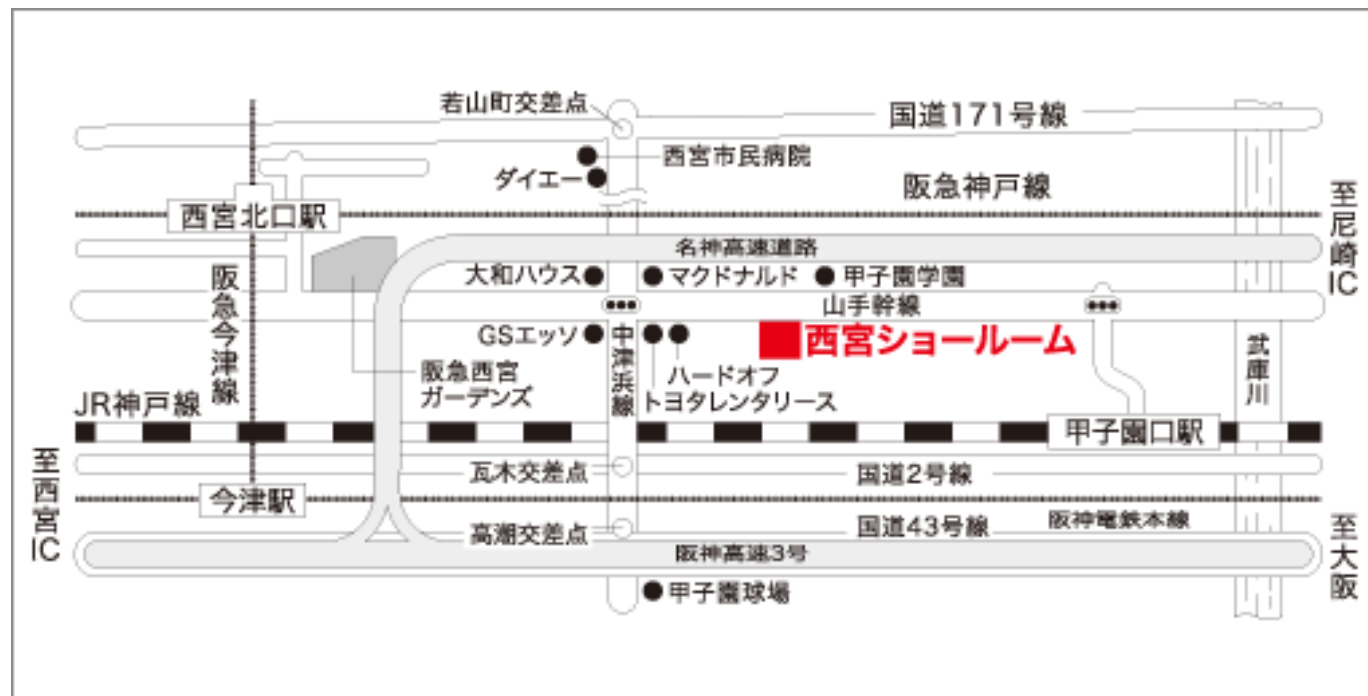 若山町交差点
国道171号線
西宮市民病院
ダイエー
阪急神戸線
西宮北口駅
至尼崎IC
名神高速道路
大和ハウス
マクドナルド
甲子園学園
山手幹線
阪急今津線
GSエッソ
中津浜線
西宮ショールーム
武庫川
阪急西宮
ガーデンズ
ハードオフ
トヨタレンタリース
JR神戸線
甲子園口駅
至西宮IC
瓦木交差点
国道2号線
今津駅
高潮交差点
国道43号線
阪神電鉄本線
至大阪
阪神高速3号
甲子園球場